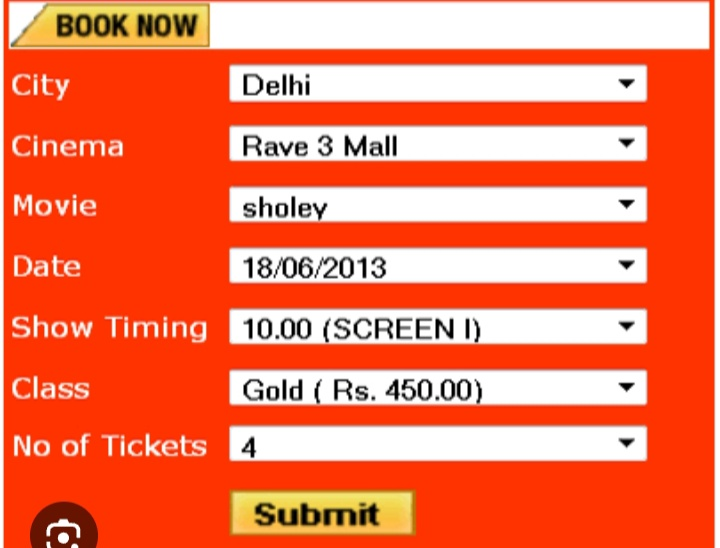 BOOK NOW
City Delhi
Cinema Rave 3 Mall
Movie sholey
Date 18/06/2013
Show Timing 10.00 (SCREEN I)
Class Gold ( Rs. 450.00)
No of Tickets 4
Submit